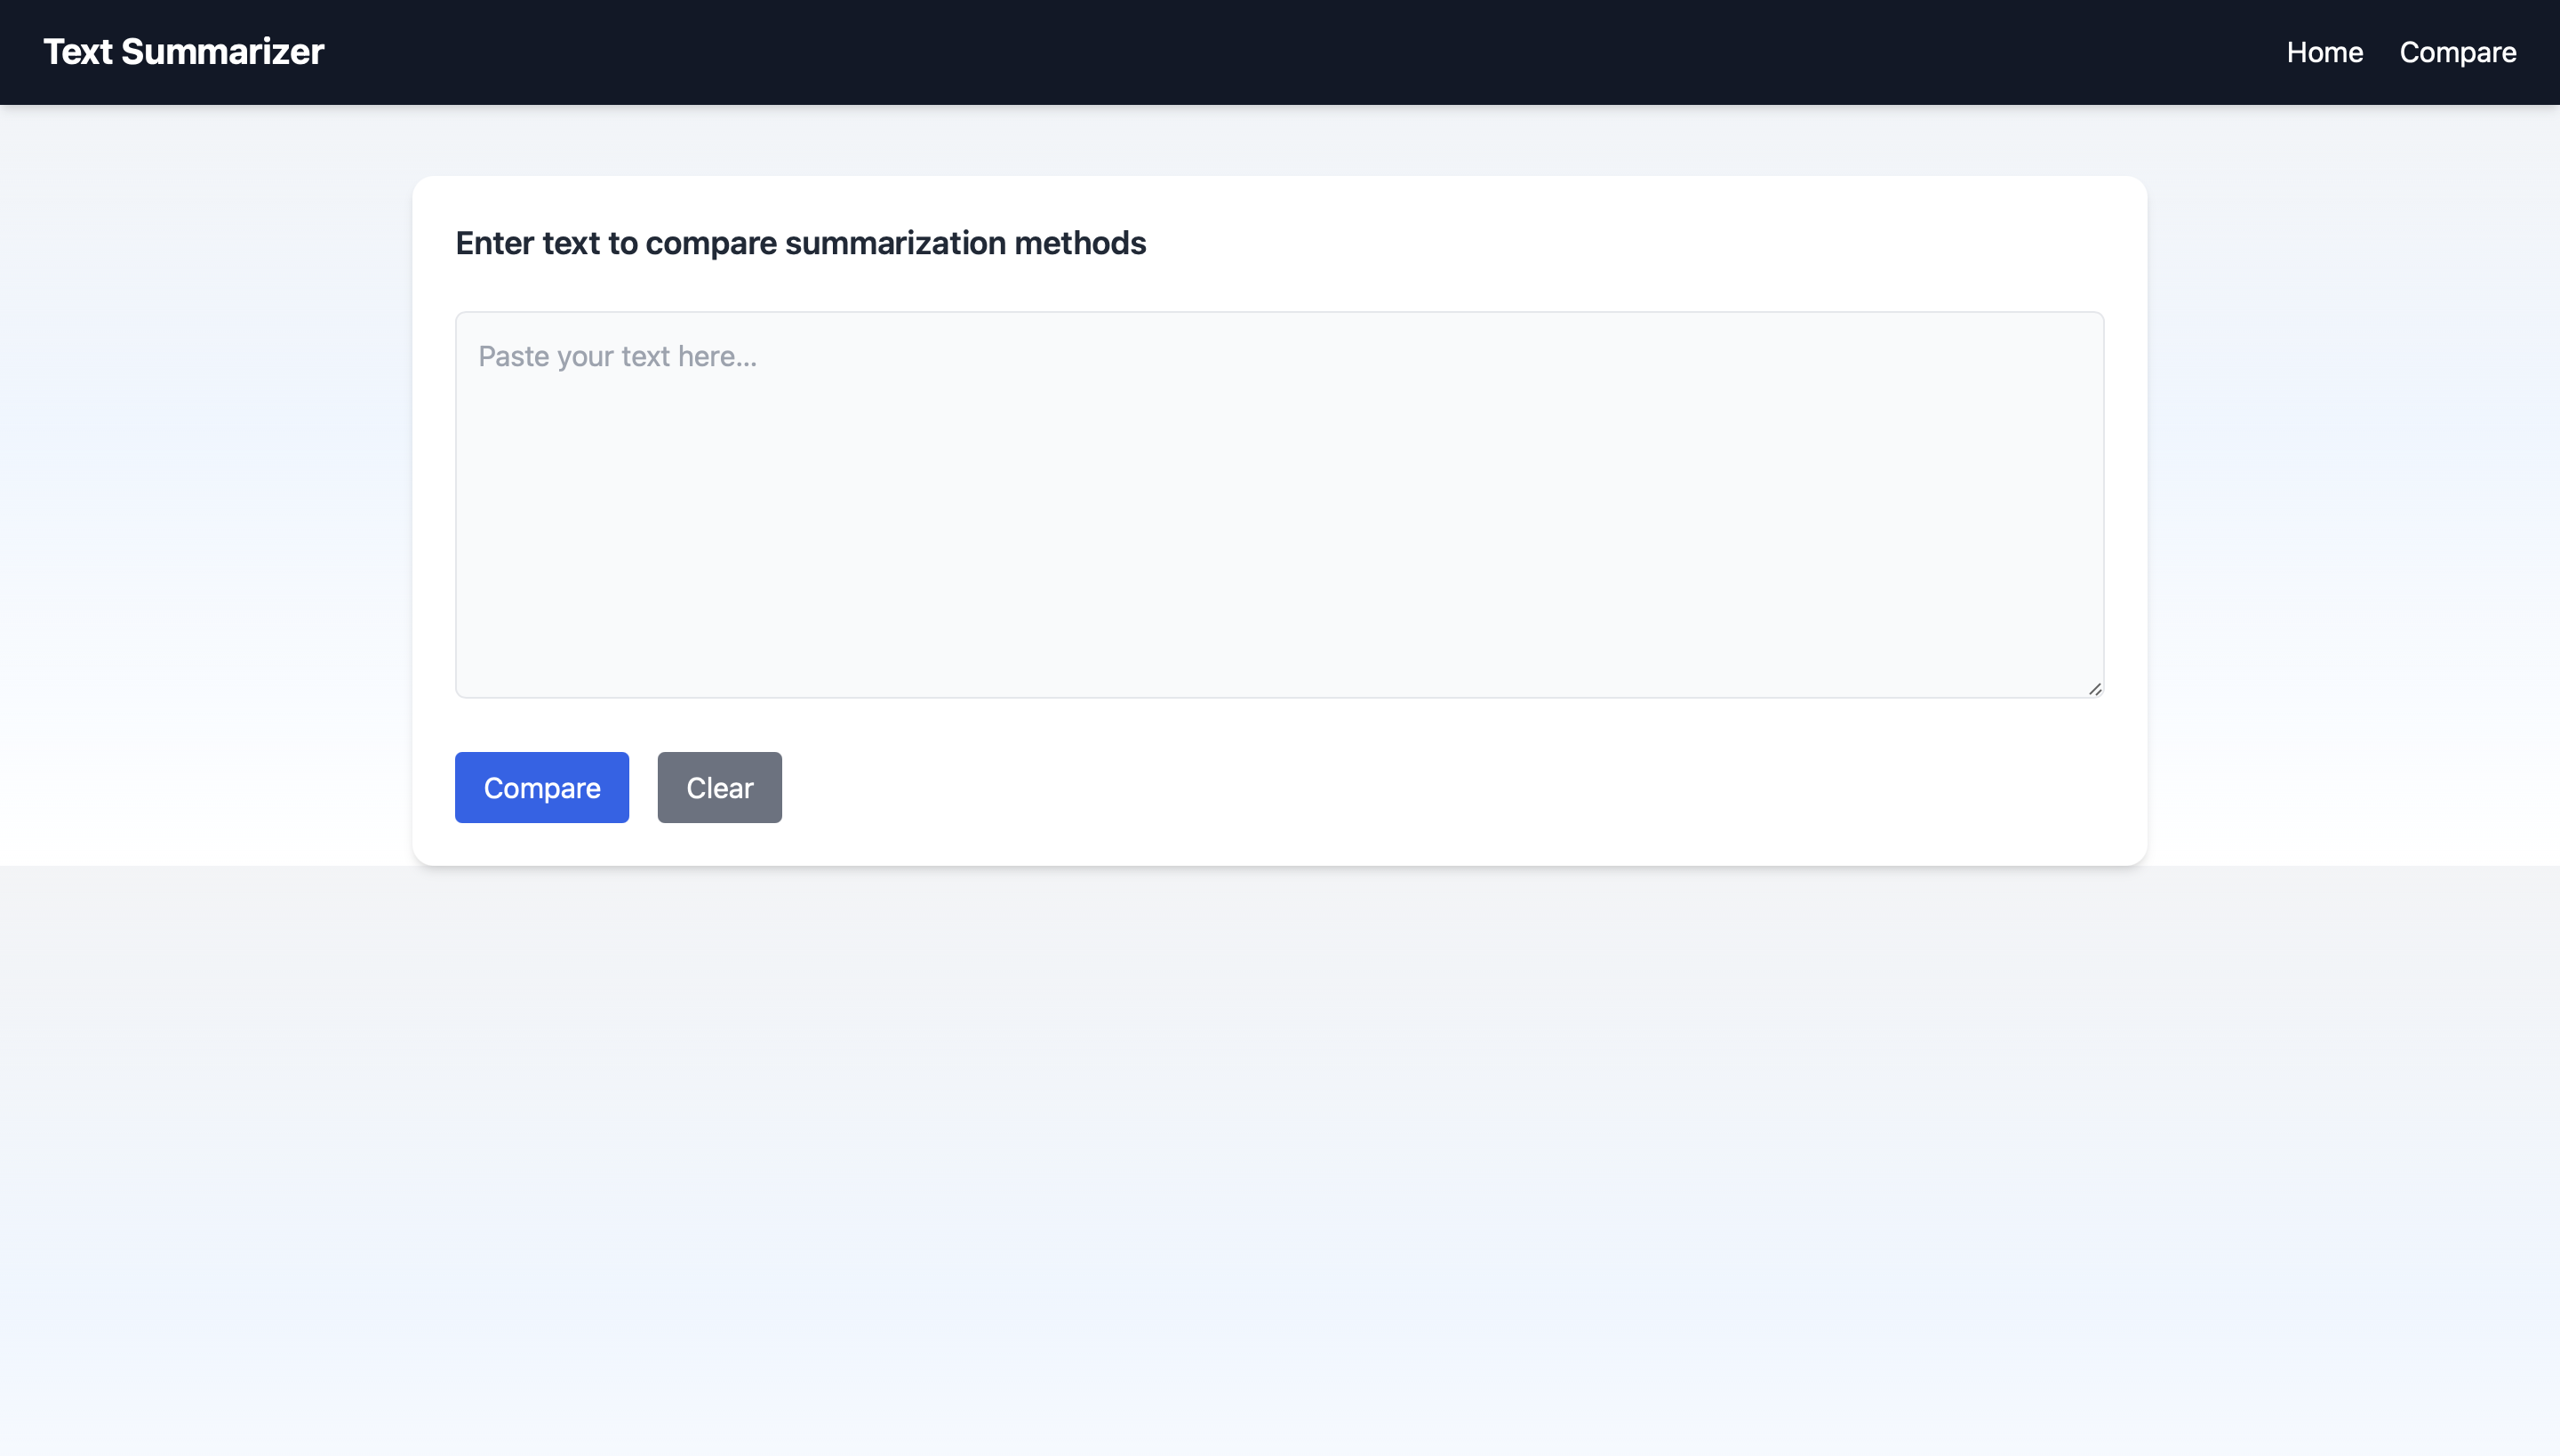 Text Summarizer
Home Compare
Enter text to compare summarization methods
Paste your text here...
Compare Clear